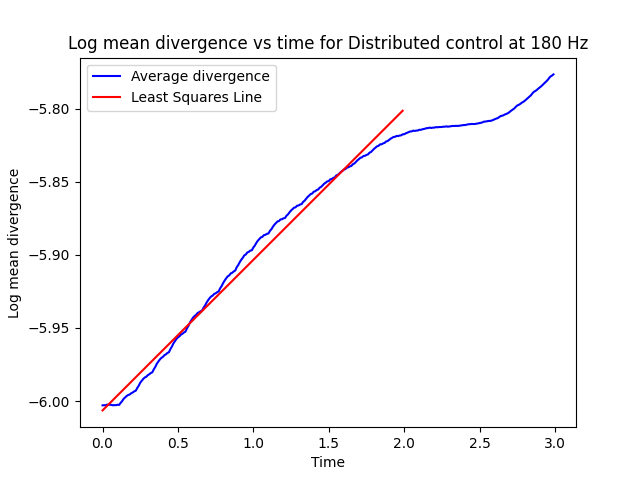 Log mean divergence vs time for Distributed control at 180 Hz
Average divergence
Least Squares Line
−5.80
−5.85
−5.90
−5.95
−6.00
Log mean divergence
0.0
0.5
1.0
1.5
2.0
2.5
3.0
Time